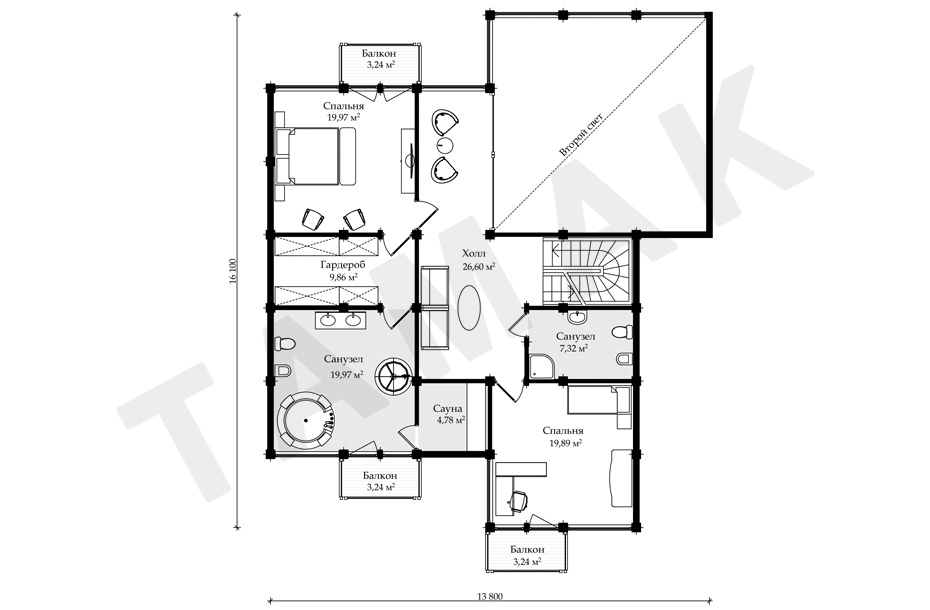 Балкон
3,24 м²
Спальня
19,97 м²
Второй свет
Холл
26,60 м²
Гардероб
9,86 м²
16 100
Санузел
7,32 м²
Санузел
19,97 м²
Сауна
4,78 м²
Спальня
19,89 м²
Балкон
3,24 м²
Балкон
3,24 м²
13 800
TAMAK